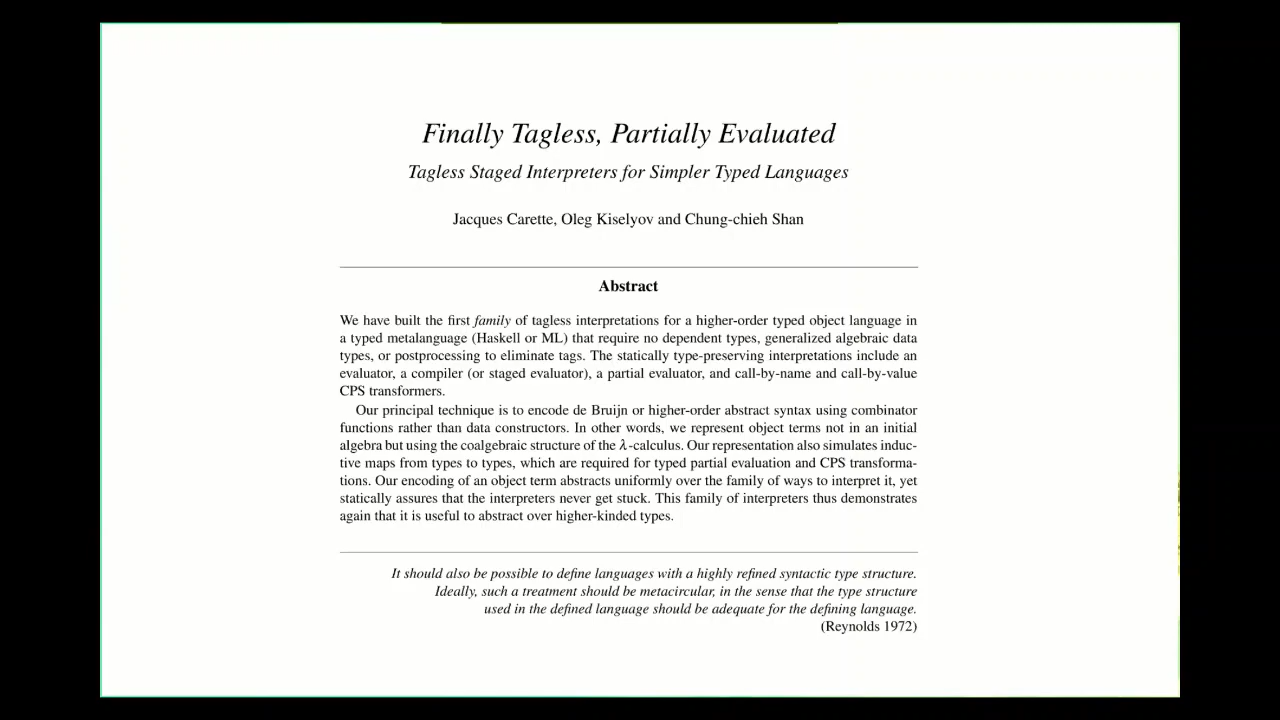 Finally Tagless, Partially Evaluated
Tagless Staged Interpreters for Simpler Typed Languages
Jacques Carette, Oleg Kiselyov and Chung-chieh Shan
Abstract
We have built the first family of tagless interpretations for a higher-order typed object language in
a typed metalanguage (Haskell or ML) that require no dependent types, generalized algebraic data
types, or postprocessing to eliminate tags. The statically type-preserving interpretations include an
evaluator, a compiler (or staged evaluator), a partial evaluator, and call-by-name and call-by-value
CPS transformers.
Our principal technique is to encode de Bruijn or higher-order abstract syntax using combinator
functions rather than data constructors. In other words, we represent object terms not in an initial
algebra but using the coalgebraic structure of the λ-calculus. Our representation also simulates induc-
tive maps from types to types, which are required for typed partial evaluation and CPS transforma-
tions. Our encoding of an object term abstracts uniformly over the family of ways to interpret it, yet
statically assures that the interpreters never get stuck. This family of interpreters thus demonstrates
again that it is useful to abstract over higher-kinded types.
It should also be possible to define languages with a highly refined syntactic type structure.
Ideally, such a treatment should be metacircular, in the sense that the type structure
used in the defined language should be adequate for the defining language.
(Reynolds 1972)